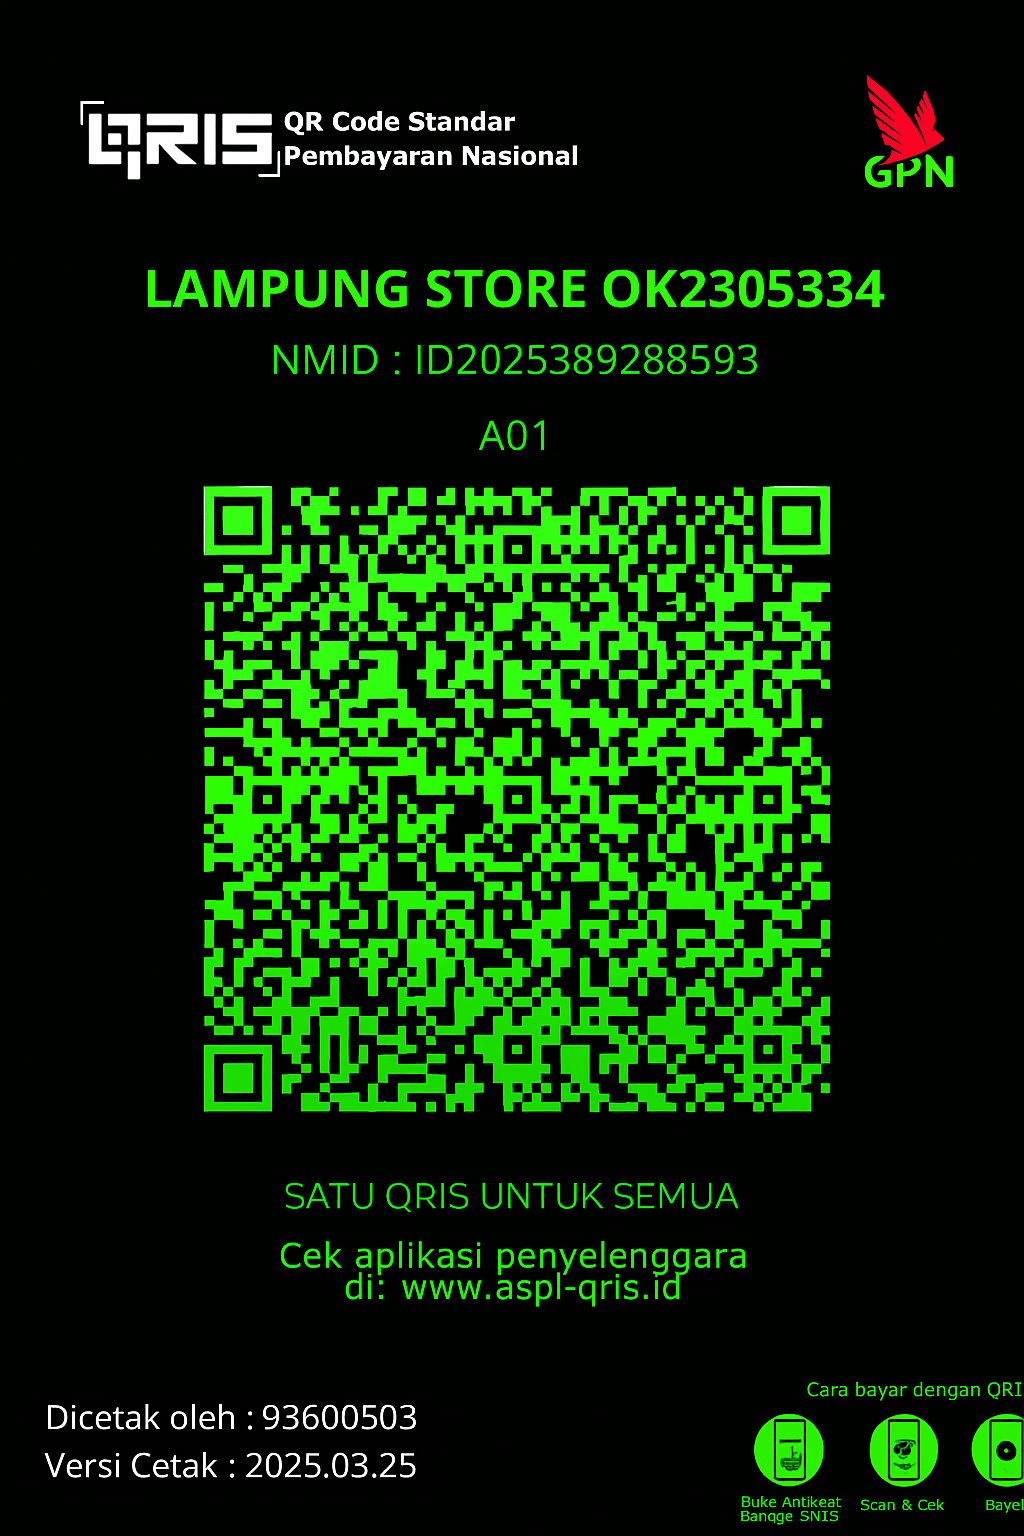 QRIS
QR Code Standar
Pembayaran Nasional
GPN
LAMPUNG STORE OK2305334
NMID : ID2025389288593
A01
SATU QRIS UNTUK SEMUA
Cek aplikasi penyelenggara
di: www.aspl-qris.id
Dicetak oleh : 93600503
Versi Cetak : 2025.03.25
Cara bayar dengan QRI
Buke Antikeat
Banqge SNIS
Scan & Cek
Bayel